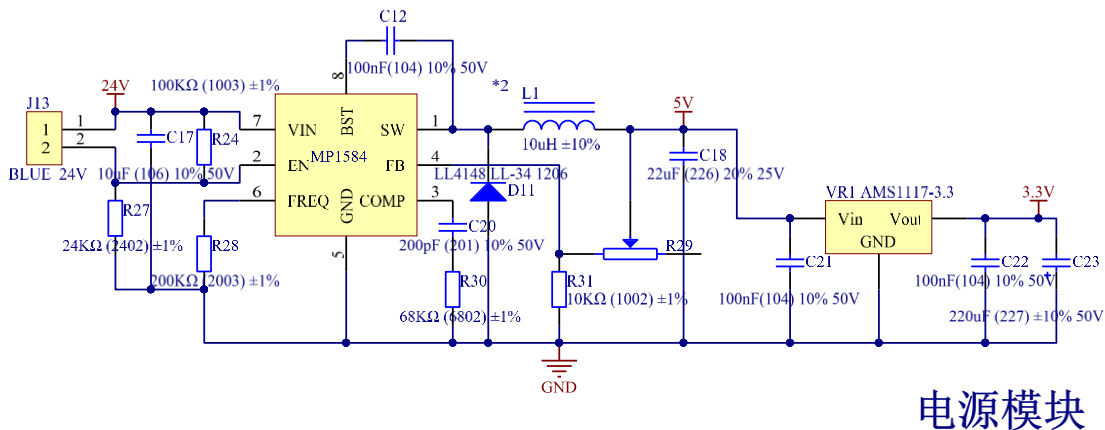 C12
100nF(104) 10% 50V
*2
100KΩ (1003) ±1%
24V
J13
1
2
1
2
BLUE 24V
C17
10uF (106) 10% 50V
R24
R27
24KΩ (2402) ±1%
R28
200KΩ (2003) ±1%
7
2
6
8
5
1
4
3
VIN
EN
FREQ
BST
MP1584
GND
SW
FB
COMP
L1
10uH ±10%
5V
C18
22uF (226) 20% 25V
LL4148 LL-34 1206
D11
C20
200pF (201) 10% 50V
R30
68KΩ (6802) ±1%
R29
R31
10KΩ (1002) ±1%
GND
VR1 AMS1117-3.3
Vin Vout
GND
3.3V
C21
100nF(104) 10% 50V
C22
100nF(104) 10% 50V
C23
220uF (227) ±10% 50V
电源模块